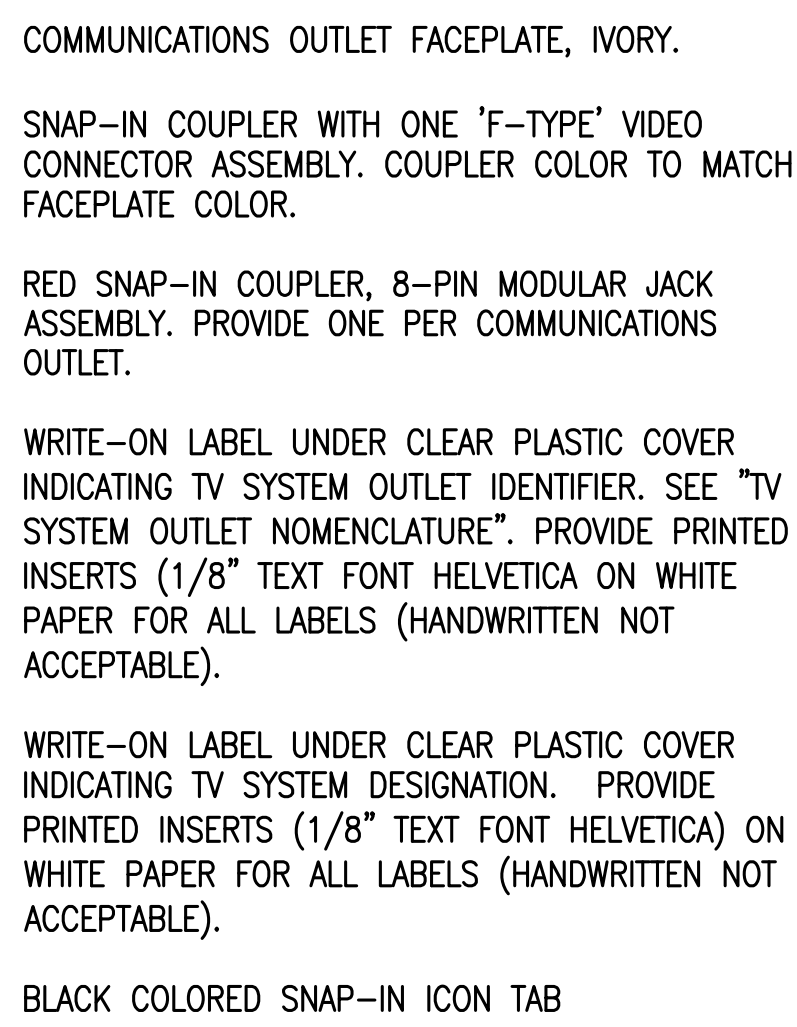 COMMUNICATIONS OUTLET FACEPLATE, IVORY.
SNAP-IN COUPLER WITH ONE 'F-TYPE' VIDEO
CONNECTOR ASSEMBLY. COUPLER COLOR TO MATCH
FACEPLATE COLOR.
RED SNAP-IN COUPLER, 8-PIN MODULAR JACK
ASSEMBLY. PROVIDE ONE PER COMMUNICATIONS
OUTLET.
WRITE-ON LABEL UNDER CLEAR PLASTIC COVER
INDICATING TV SYSTEM OUTLET IDENTIFIER. SEE "TV
SYSTEM OUTLET NOMENCLATURE". PROVIDE PRINTED
INSERTS (1/8" TEXT FONT HELVETICA ON WHITE
PAPER FOR ALL LABELS (HANDWRITTEN NOT
ACCEPTABLE).
WRITE-ON LABEL UNDER CLEAR PLASTIC COVER
INDICATING TV SYSTEM DESIGNATION.  PROVIDE
PRINTED INSERTS (1/8" TEXT FONT HELVETICA) ON
WHITE PAPER FOR ALL LABELS (HANDWRITTEN NOT
ACCEPTABLE).
BLACK COLORED SNAP-IN ICON TAB